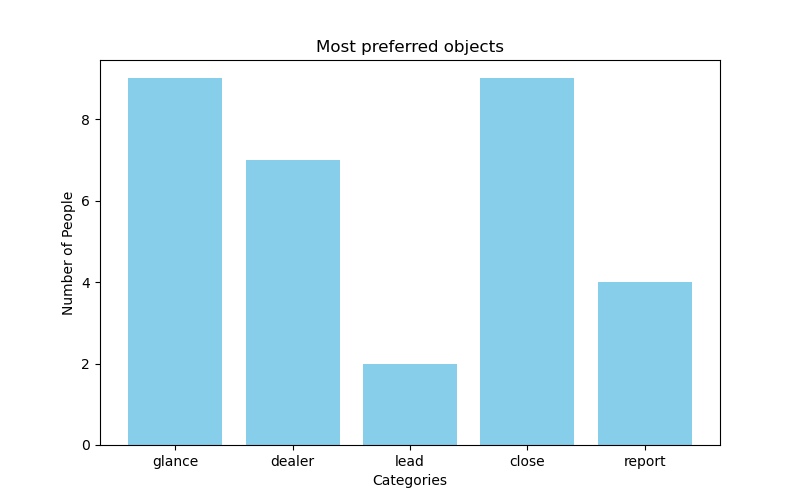 Most preferred objects
Number of People
8
6
4
2
0
glance dealer lead close report
Categories